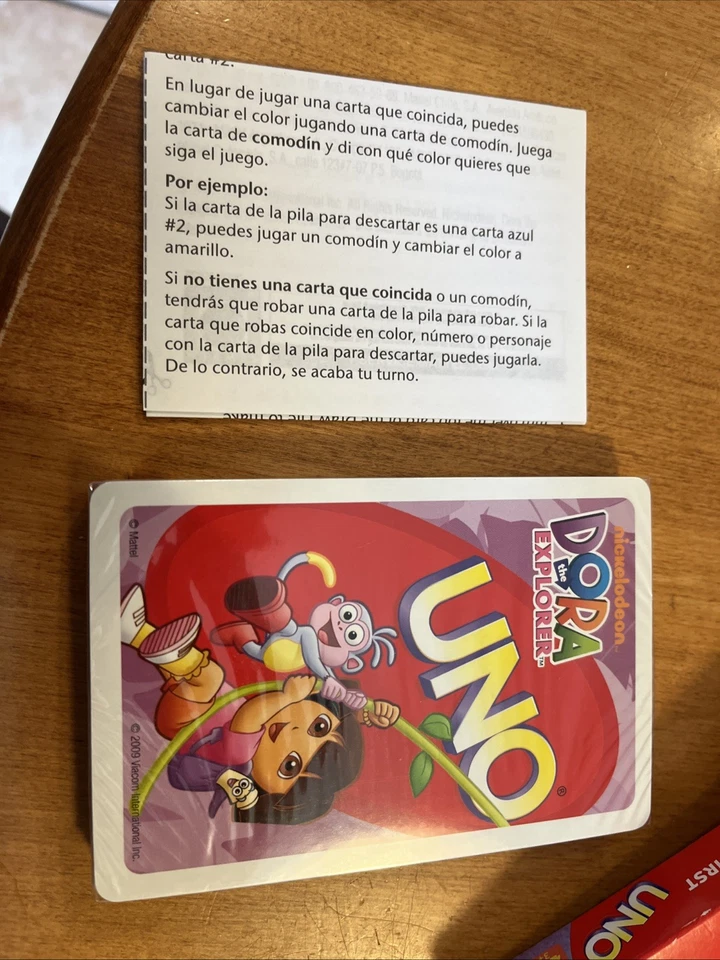 carta #2.
En lugar de jugar una carta que coincida, puedes
cambiar el color jugando una carta de comodín. Juega
la carta de comodín y di con qué color quieres que
siga el juego.
Por ejemplo:
Si la carta de la pila para descartar es una carta azul
#2, puedes jugar un comodín y cambiar el color a
amarillo.
Si no tienes una carta que coincida o un comodín,
tendrás que robar una carta de la pila para robar. Si la
carta que robas coincide en color, número o personaje
con la carta de la pila para descartar, puedes jugarla.
De lo contrario, se acaba tu turno.
nickelodeon™
DORA
the
EXPLORER™
UNO®
© Mattel
© 2009 Viacom International Inc.
UNO